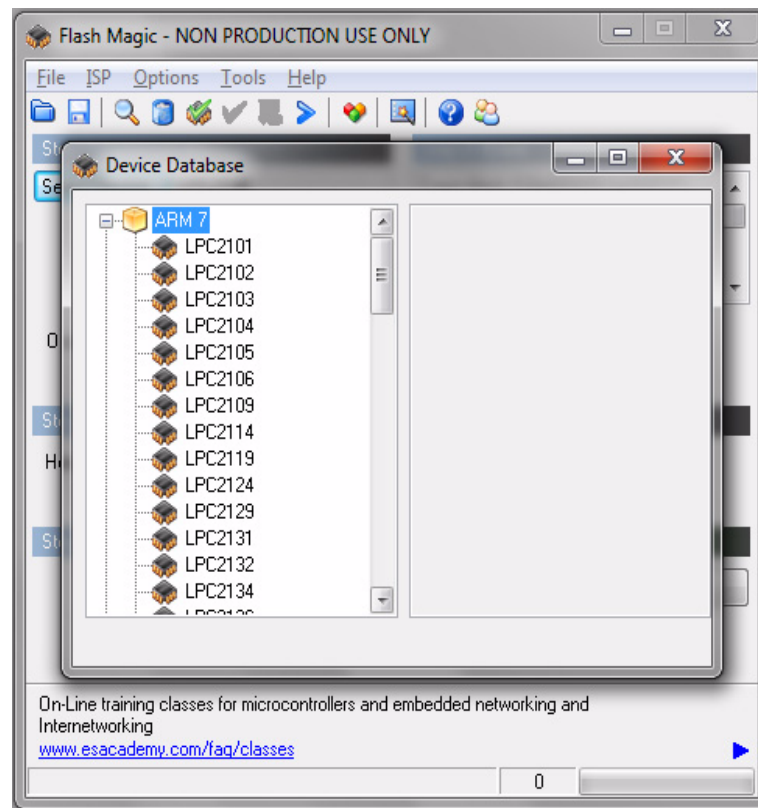 Flash Magic - NON PRODUCTION USE ONLY
File ISP Options Tools Help
Device Database
ARM 7
LPC2101
LPC2102
LPC2103
LPC2104
LPC2105
LPC2106
LPC2109
LPC2114
LPC2119
LPC2124
LPC2129
LPC2131
LPC2132
LPC2134
On-Line training classes for microcontrollers and embedded networking and
Internetworking
www.esacademy.com/faq/classes
0